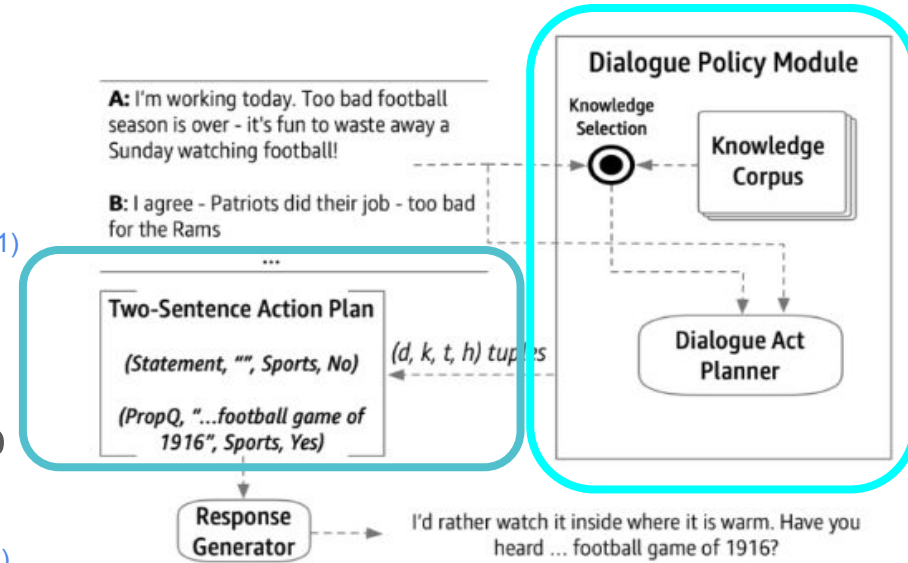 A: I'm working today. Too bad football
season is over - it's fun to waste away a
Sunday watching football!
B: I agree - Patriots did their job - too bad
for the Rams
...
1)
Dialogue Policy Module
Knowledge
Selection
Knowledge
Corpus
Dialogue Act
Planner
Two-Sentence Action Plan
(Statement, "", Sports, No)
(PropQ, "...football game of
1916", Sports, Yes)
(d, k, t, h) tuples
)
Response
Generator
I'd rather watch it inside where it is warm. Have you
heard ... football game of 1916?